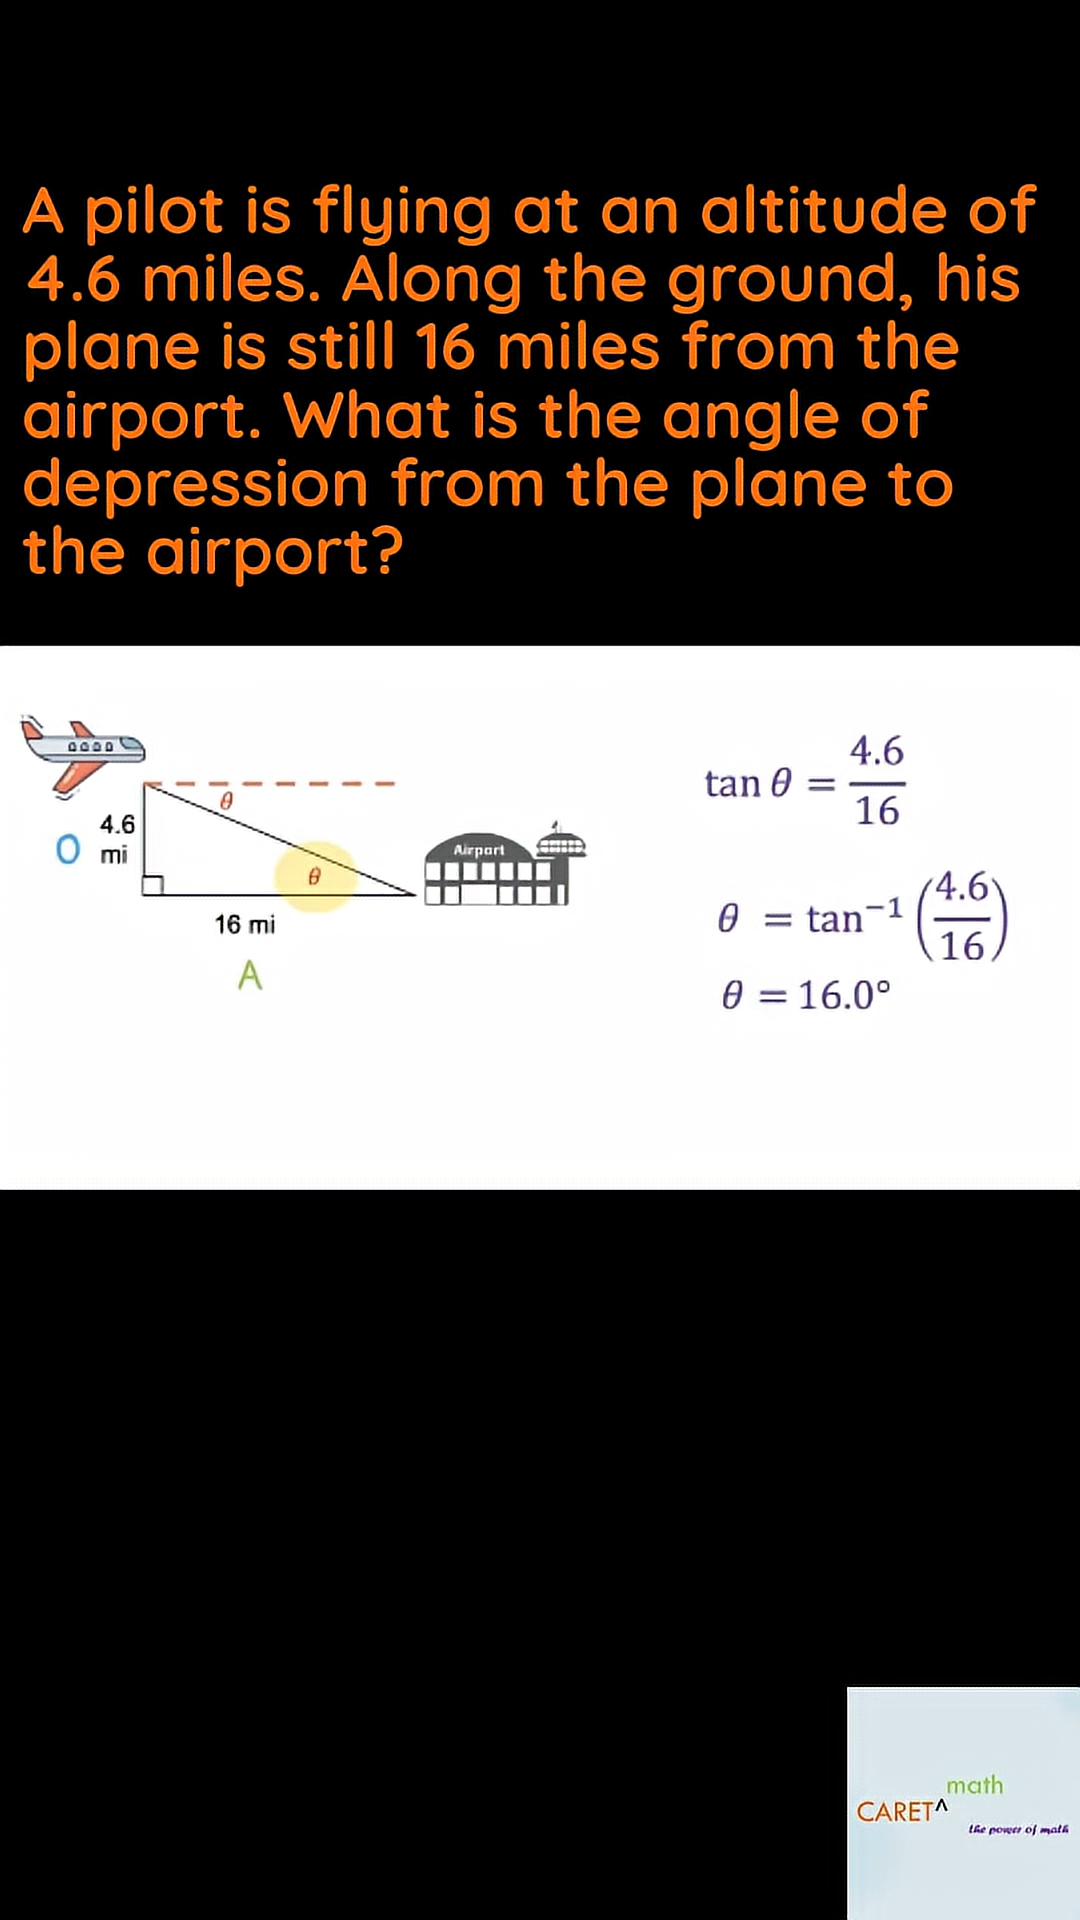 A pilot is flying at an altitude of
4.6 miles. Along the ground, his
plane is still 16 miles from the
airport. What is the angle of
depression from the plane to
the airport?
θ
4.6
O mi
θ
Airport
16 mi
A
tan θ = 4.6/16
θ = tan⁻¹(4.6/16)
θ = 16.0°
math
CARET^
the power of math